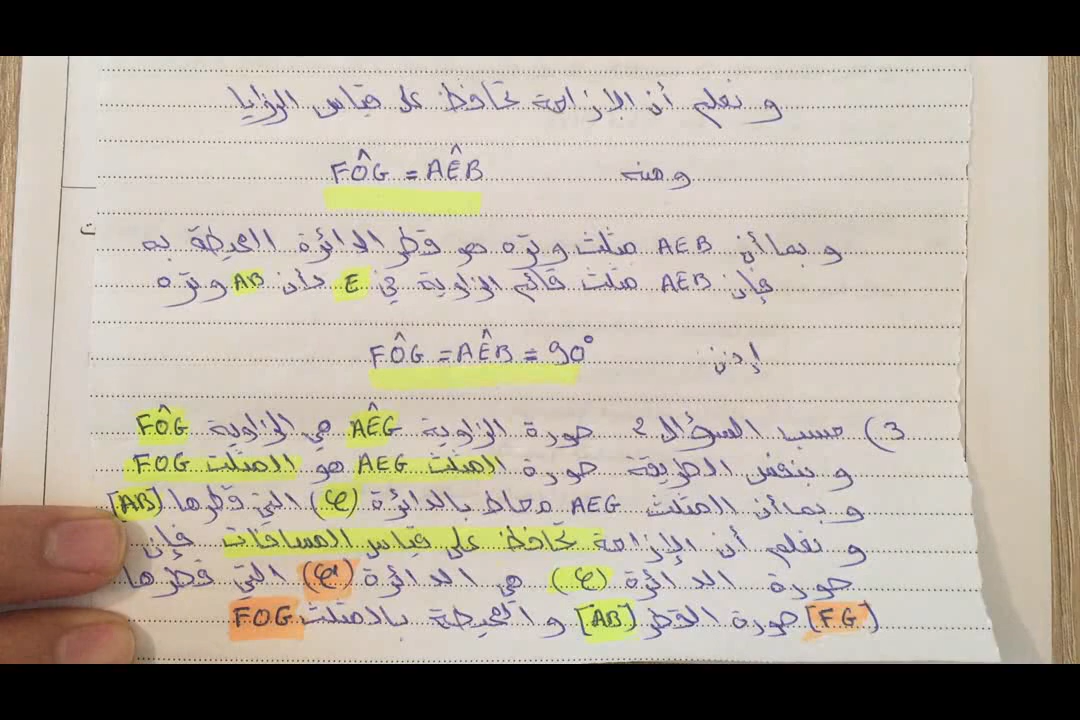 و نعلم أن الإزاحة تحافظ على قياس الزوايا
ومنه FÔG = AÊB
ت
و بما أن AEB مثلث وتره هو قطر الدائرة المحيطة به
فإن AEB مثلث قائم الزاوية في E لأن AB وتره
إذن FÔG = AÊB = 90°
3) حسب السؤال 2 صورة الزاوية AÊG هي الزاوية FÔG
و بنفس الطريقة صورة المثلث AEG هو المثلث FOG
و بما أن المثلث AEG محاط بالدائرة (C) التي قطرها [AB]
و نعلم أن الإزاحة تحافظ على قياس المسافات فإن
صورة الدائرة (C) هي الدائرة (C') التي قطرها
[FG] صورة القطر [AB] و المحيطة بالمثلث FOG